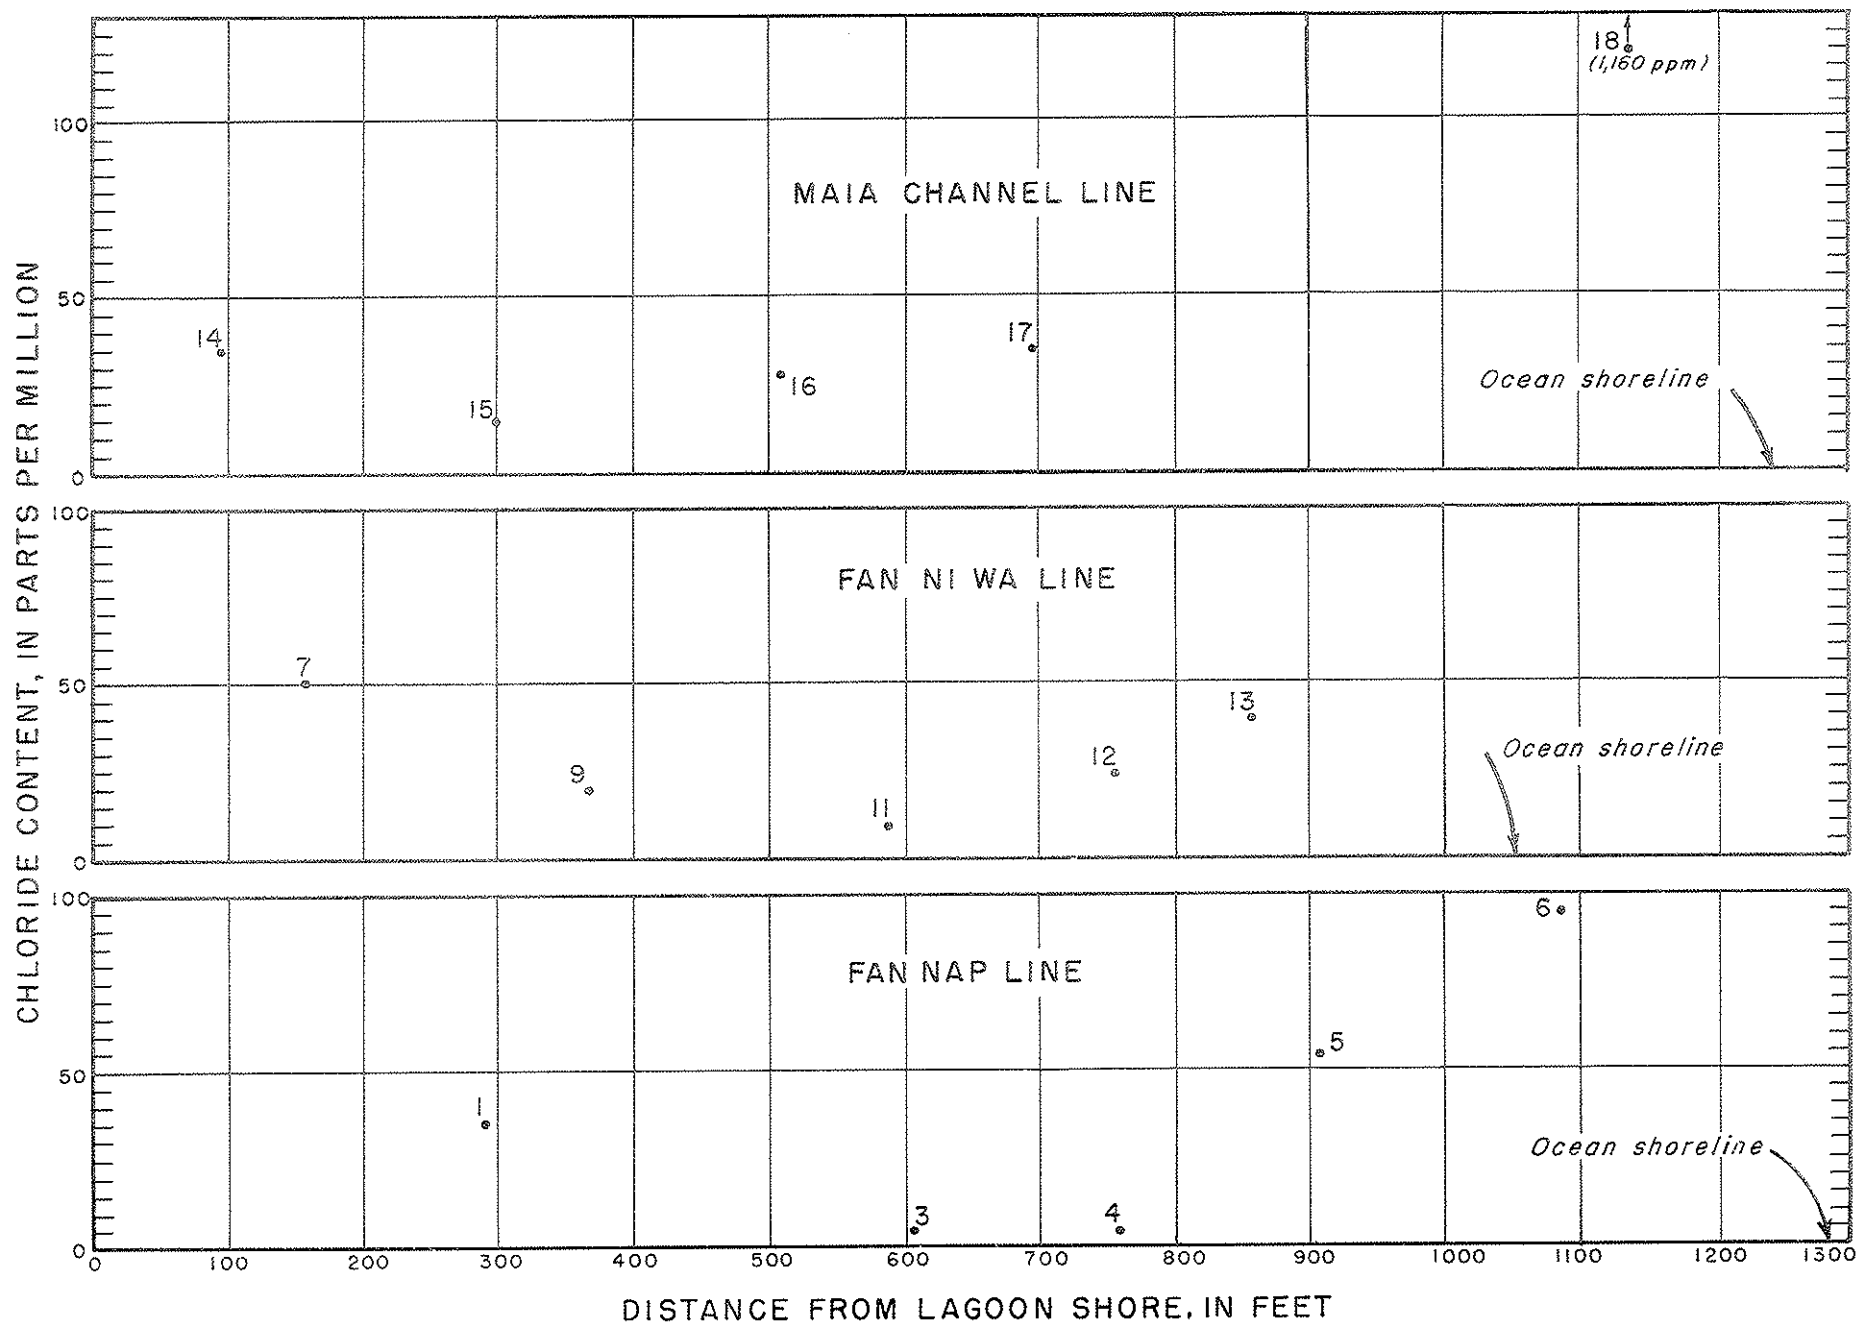 CHLORIDE CONTENT, IN PARTS PER MILLION
18
(1,160 ppm)
100
MAIA CHANNEL LINE
50
14
17
16
Ocean shoreline
15
0
100
FAN NI WA LINE
7
50
13
12
Ocean shoreline
9
11
0
100
6
FAN NAP LINE
5
50
1
Ocean shoreline
3
4
0
0 100 200 300 400 500 600 700 800 900 1000 1100 1200 1300
DISTANCE FROM LAGOON SHORE, IN FEET